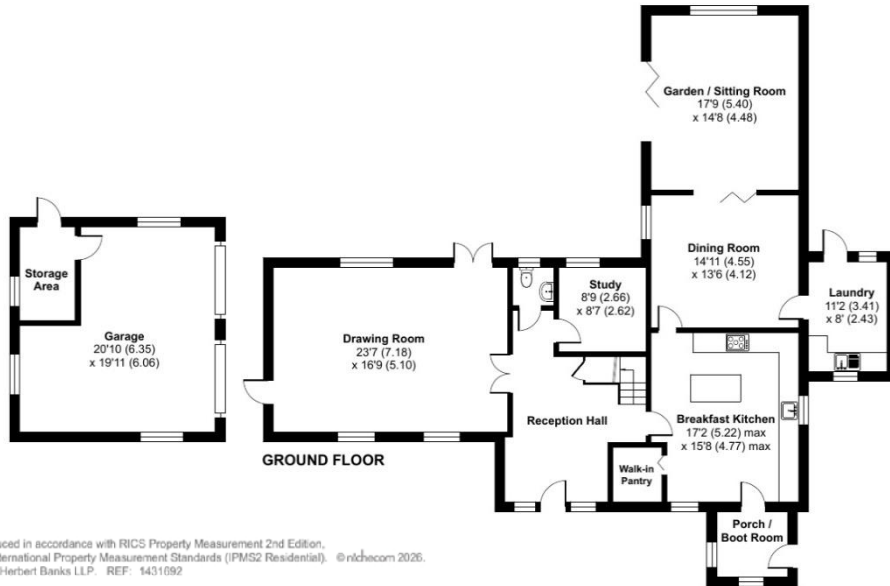 Garden / Sitting Room
17'9 (5.40)
x 14'8 (4.48)
Storage
Area
Garage
20'10 (6.35)
x 19'11 (6.06)
Drawing Room
23'7 (7.18)
x 16'9 (5.10)
Study
8'9 (2.66)
x 8'7 (2.62)
Dining Room
14'11 (4.55)
x 13'6 (4.12)
Laundry
11'2 (3.41)
x 8' (2.43)
Reception Hall
Breakfast Kitchen
17'2 (5.22) max
x 15'8 (4.77) max
Walk-in
Pantry
Porch /
Boot Room
GROUND FLOOR
uced in accordance with RICS Property Measurement 2nd Edition,
ternational Property Measurement Standards (IPMS2 Residential). ©nichecom 2026.
Herbert Banks LLP. REF: 1431692